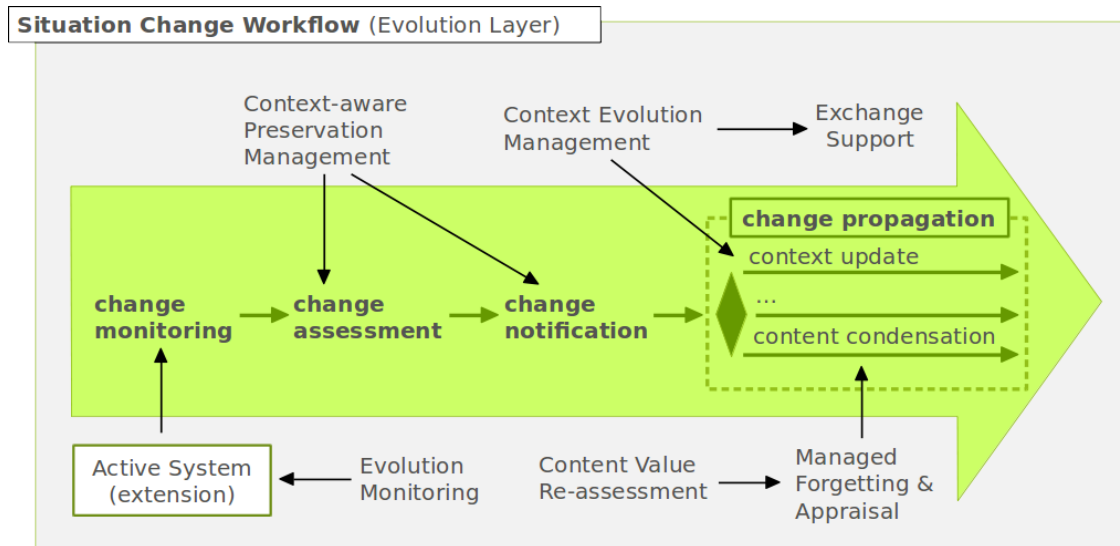 Situation Change Workflow (Evolution Layer)
Context-aware
Preservation
Management
Context Evolution
Management
Exchange
Support
change propagation
context update
...
content condensation
change
monitoring
change
assessment
change
notification
Active System
(extension)
Evolution
Monitoring
Content Value
Re-assessment
Managed
Forgetting &
Appraisal